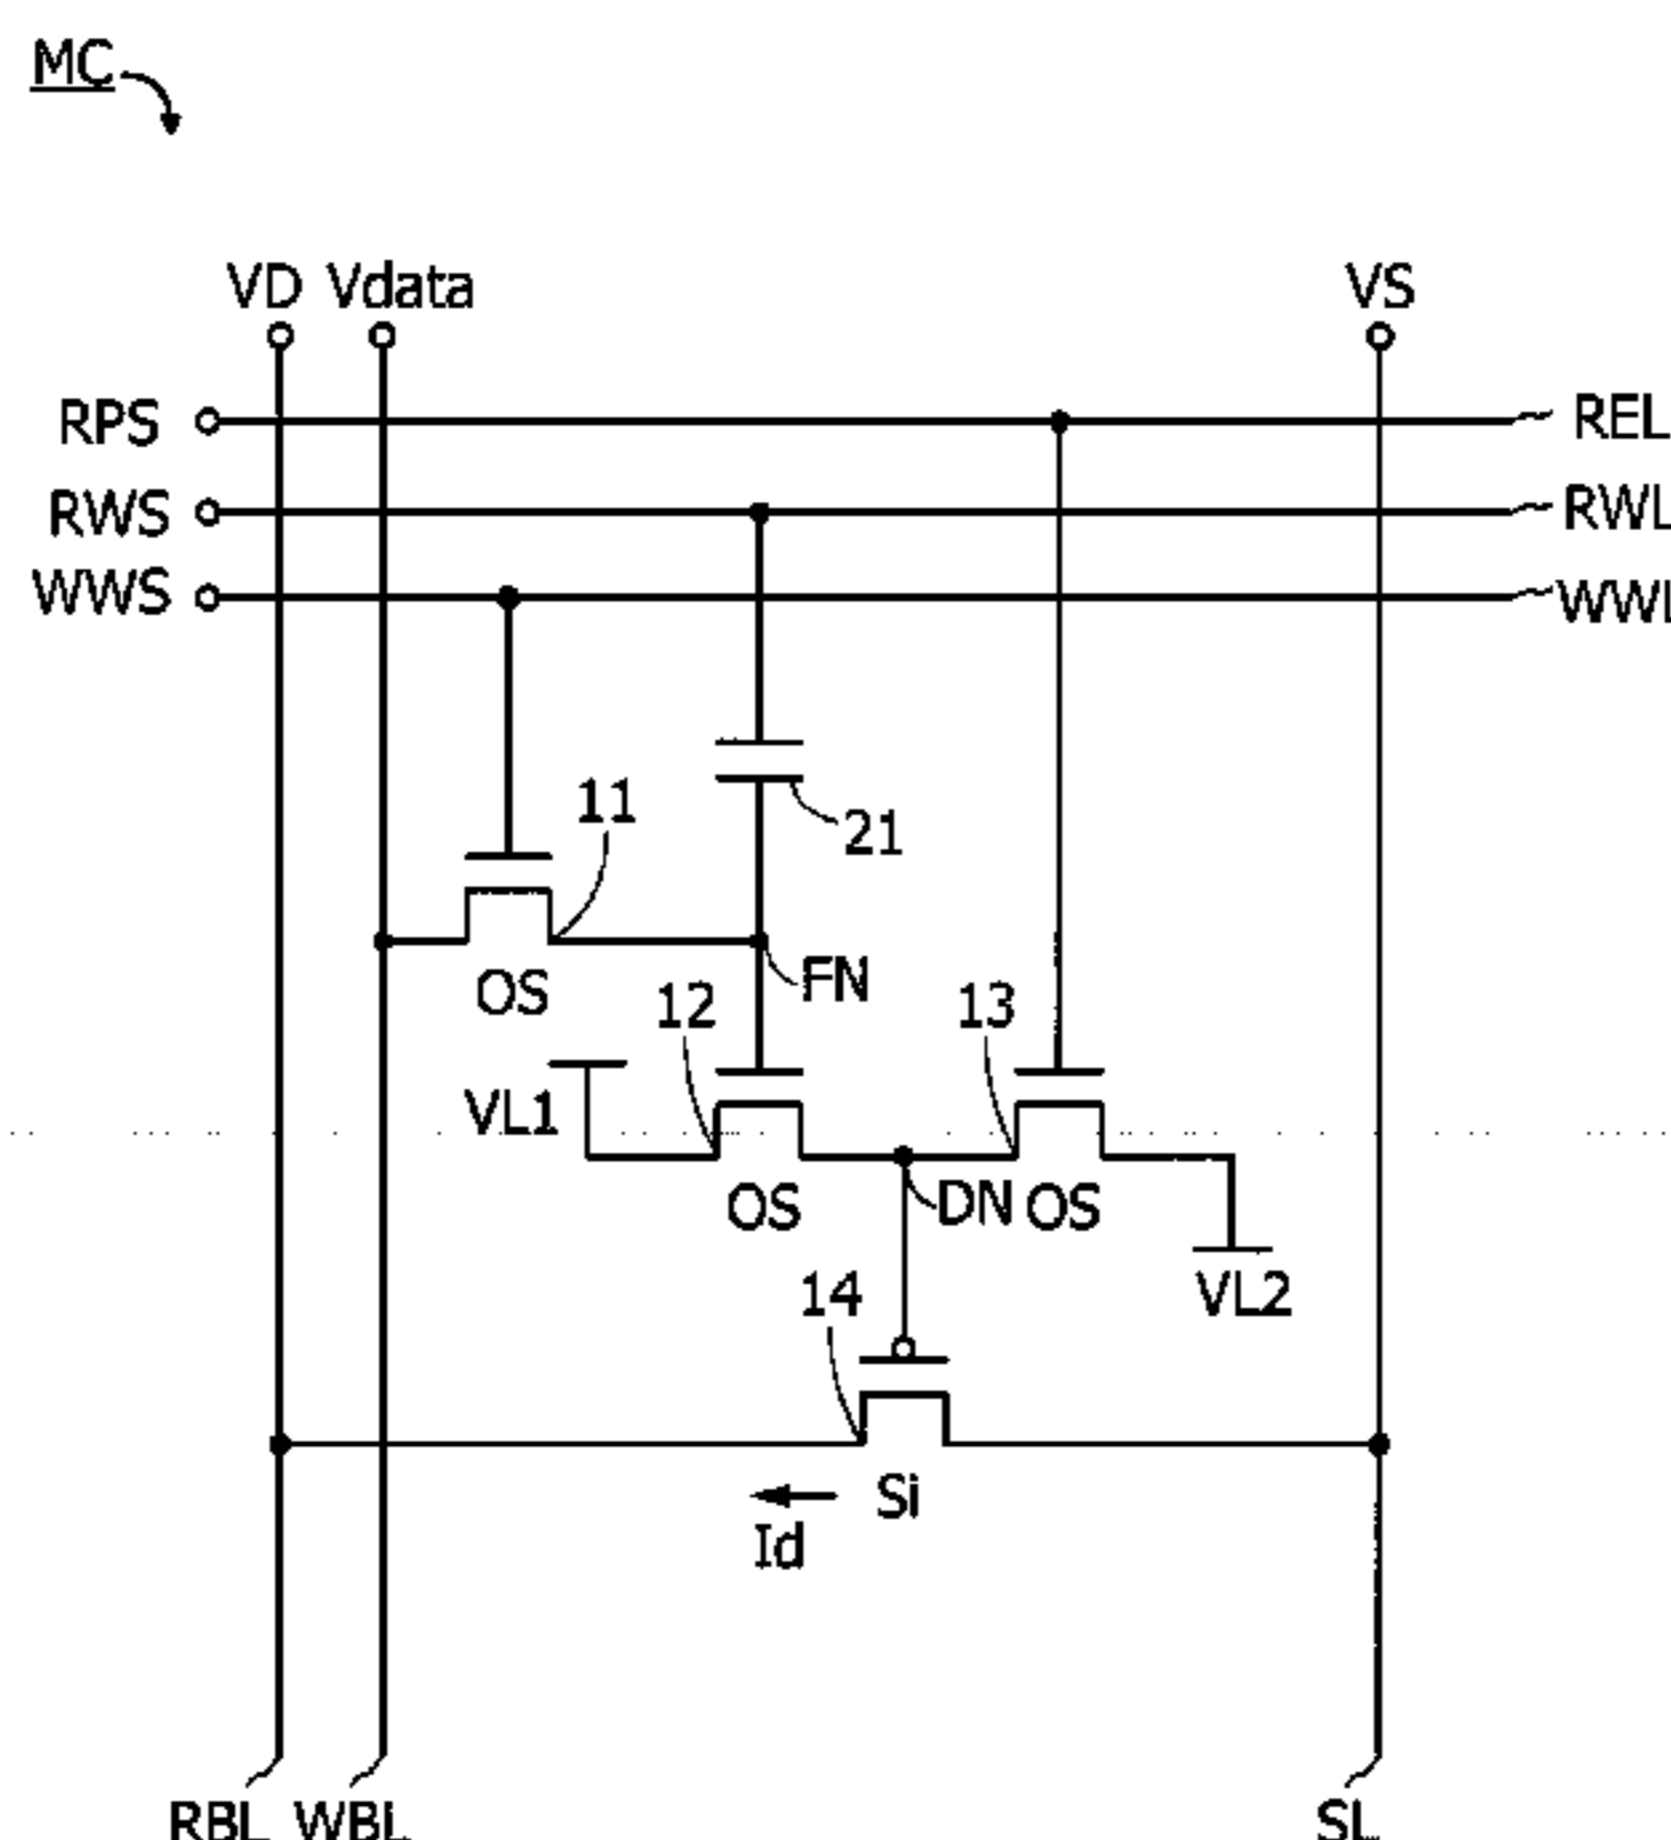 MC
VD Vdata VS
RPS REL
RWS RWL
WWS WWL
11
21
OS
FN
12 13
VL1
OS DN OS
14 VL2
Si
Id
RBL WBL SL